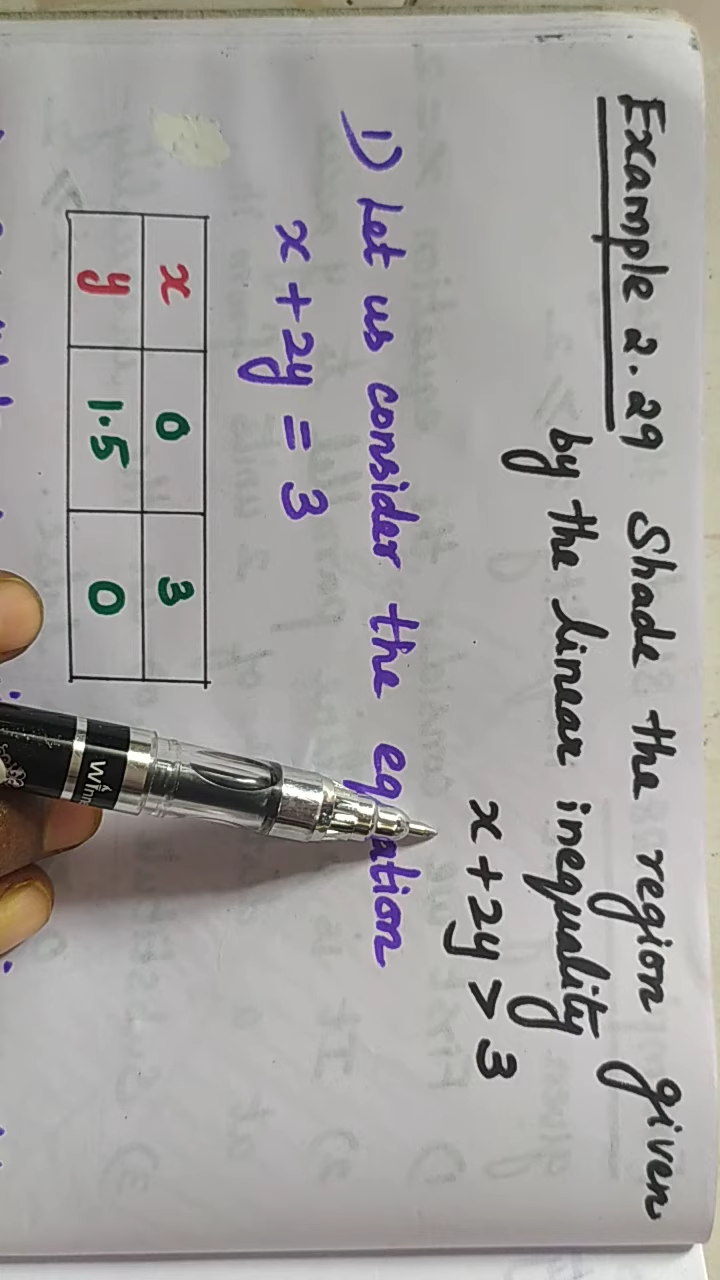 Example 2.29 Shade the region given
by the linear inequality
x + 2y > 3
1) Let us consider the equation
x + 2y = 3
x 0 3
y 1.5 0